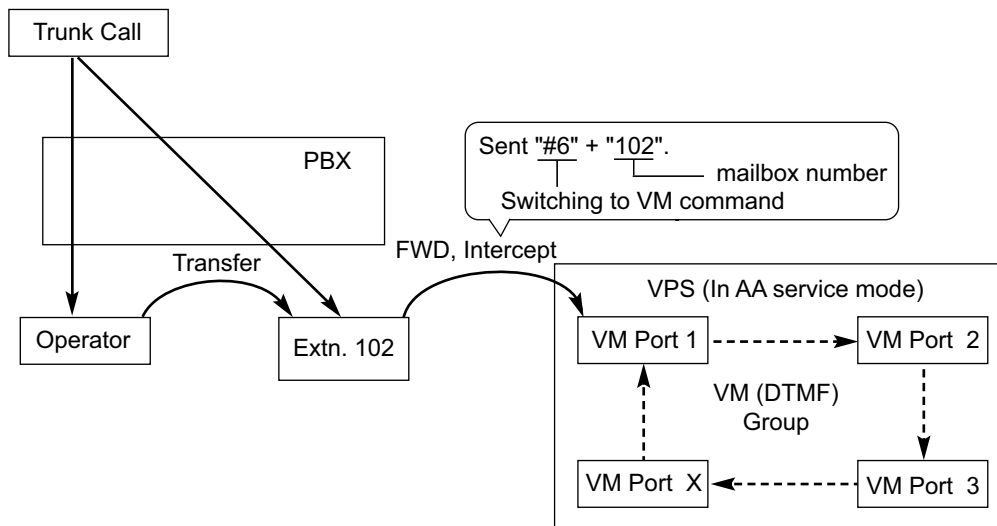 Trunk Call
PBX
Sent "#6" + "102".
mailbox number
Switching to VM command
FWD, Intercept
Transfer
VPS (In AA service mode)
Operator
Extn. 102
VM Port 1
VM Port 2
VM (DTMF)
Group
VM Port X
VM Port 3